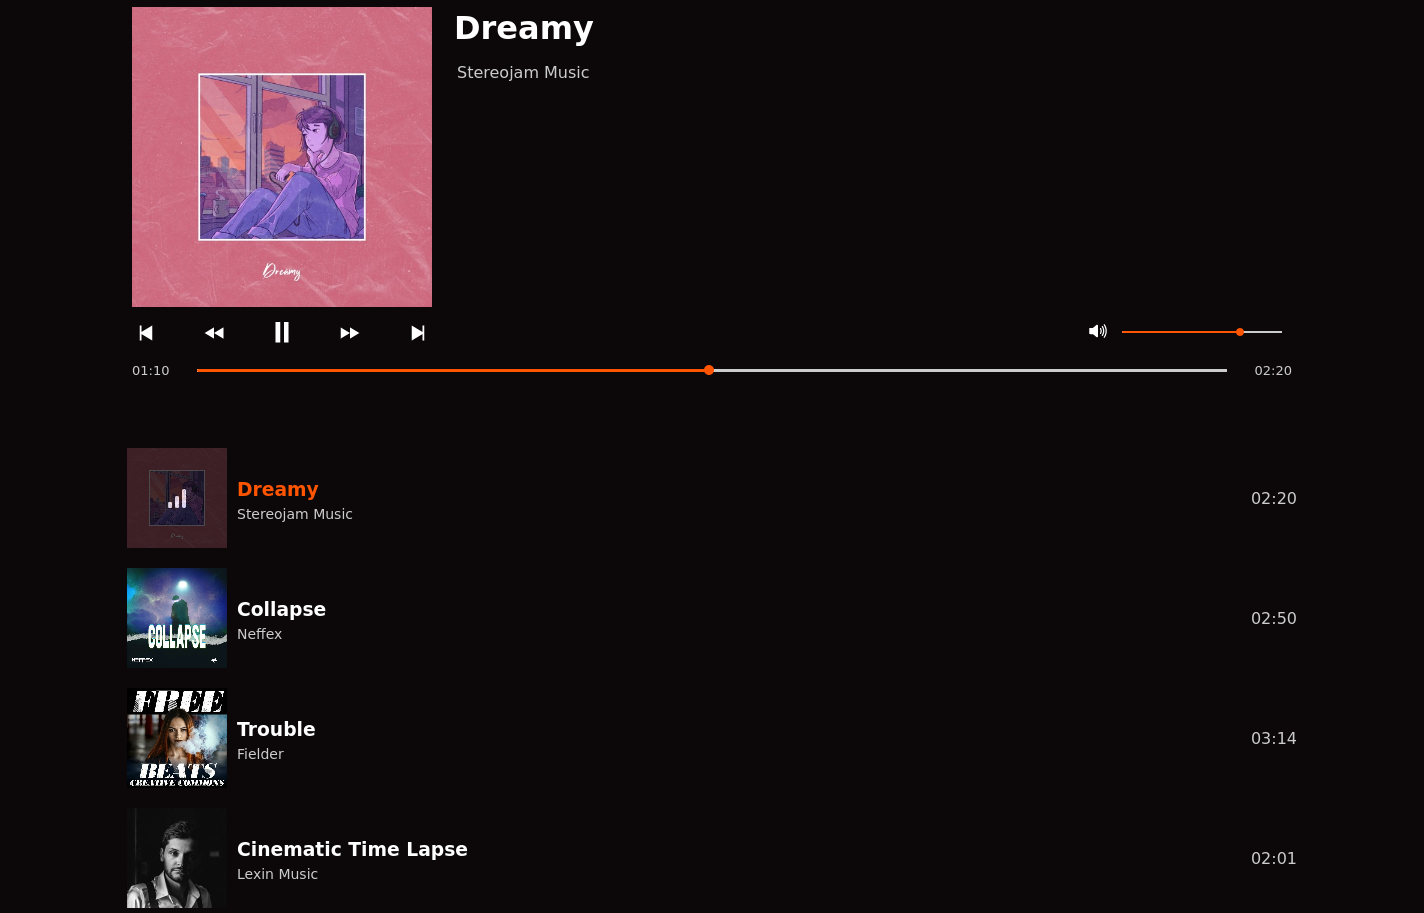 Dreamy
Stereojam Music
Dreamy
01:10
02:20
Dreamy
Stereojam Music
02:20
COLLAPSE
NEFFEX
Collapse
Neffex
02:50
FREE
BEATS
CREATIVE COMMONS
Trouble
Fielder
03:14
Cinematic Time Lapse
Lexin Music
02:01